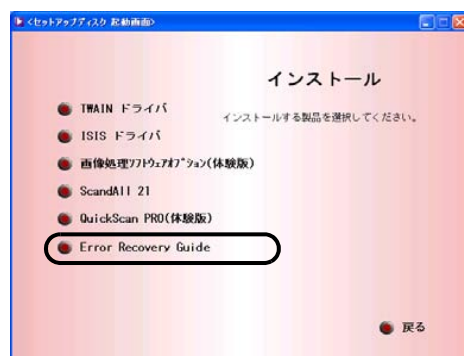 <セットアップディスク 起動画面>
インストール
インストールする製品を選択してください。
TWAIN ドライバ
ISIS ドライバ
画像処理ソフトウェアオプション(体験版)
ScandAll 21
QuickScan PRO(体験版)
Error Recovery Guide
戻る